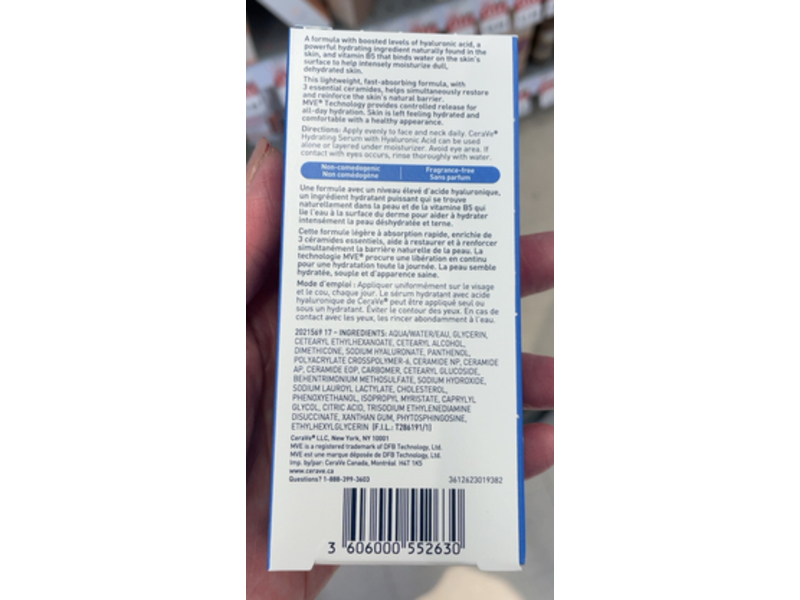 A formula with boosted levels of hyaluronic acid, a
powerful hydrating ingredient naturally found in the
skin, and vitamin B5 that binds water on the skin's
surface to help intensely moisturize dull,
dehydrated skin.
This lightweight, fast-absorbing formula, with
3 essential ceramides, helps simultaneously restore
and reinforce the skin's natural barrier.
MVE® Technology provides controlled release for
all-day hydration. Skin is left feeling hydrated and
comfortable with a healthy appearance.
Directions: Apply evenly to face and neck daily. CeraVe®
Hydrating Serum with Hyaluronic Acid can be used
alone or layered under moisturizer. Avoid eye area. If
contact with eyes occurs, rinse thoroughly with water.
Non-comedogenic Fragrance-free
Non comédogène Sans parfum
Une formule avec un niveau élevé d'acide hyaluronique,
un ingrédient hydratant puissant qui se trouve
naturellement dans la peau et de la vitamine B5 qui
lie l'eau à la surface du derme pour aider à hydrater
intensément la peau déshydratée et terne.
Cette formule légère à absorption rapide, enrichie de
3 céramides essentiels, aide à restaurer et à renforcer
simultanément la barrière naturelle de la peau. La
technologie MVE® procure une libération en continu
pour une hydratation toute la journée. La peau semble
hydratée, souple et d'apparence saine.
Mode d'emploi : Appliquer uniformément sur le visage
et le cou, chaque jour. Le sérum hydratant avec acide
hyaluronique de CeraVe® peut être appliqué seul ou
sous un hydratant. Éviter le contour des yeux. En cas de
contact avec les yeux, les rincer abondamment à l'eau.
2021569 17 – INGREDIENTS: AQUA/WATER/EAU, GLYCERIN,
CETEARYL ETHYLHEXANOATE, CETEARYL ALCOHOL,
DIMETHICONE, SODIUM HYALURONATE, PANTHENOL,
POLYACRYLATE CROSSPOLYMER-6, CERAMIDE NP, CERAMIDE
AP, CERAMIDE EOP, CARBOMER, CETEARYL GLUCOSIDE,
BEHENTRIMONIUM METHOSULFATE, SODIUM HYDROXIDE,
SODIUM LAUROYL LACTYLATE, CHOLESTEROL,
PHENOXYETHANOL, ISOPROPYL MYRISTATE, CAPRYLYL
GLYCOL, CITRIC ACID, TRISODIUM ETHYLENEDIAMINE
DISUCCINATE, XANTHAN GUM, PHYTOSPHINGOSINE,
ETHYLHEXYLGLYCERIN (F.I.L.: T286191/1)
CeraVe® LLC, New York, NY 10001
MVE is a registered trademark of DFB Technology, Ltd.
MVE est une marque déposée de DFB Technology, Ltd.
Imp. by/par: CeraVe Canada, Montréal H4T 1K5
www.cerave.ca
Questions? 1-888-399-3603 3612623019382
3 606000 552630